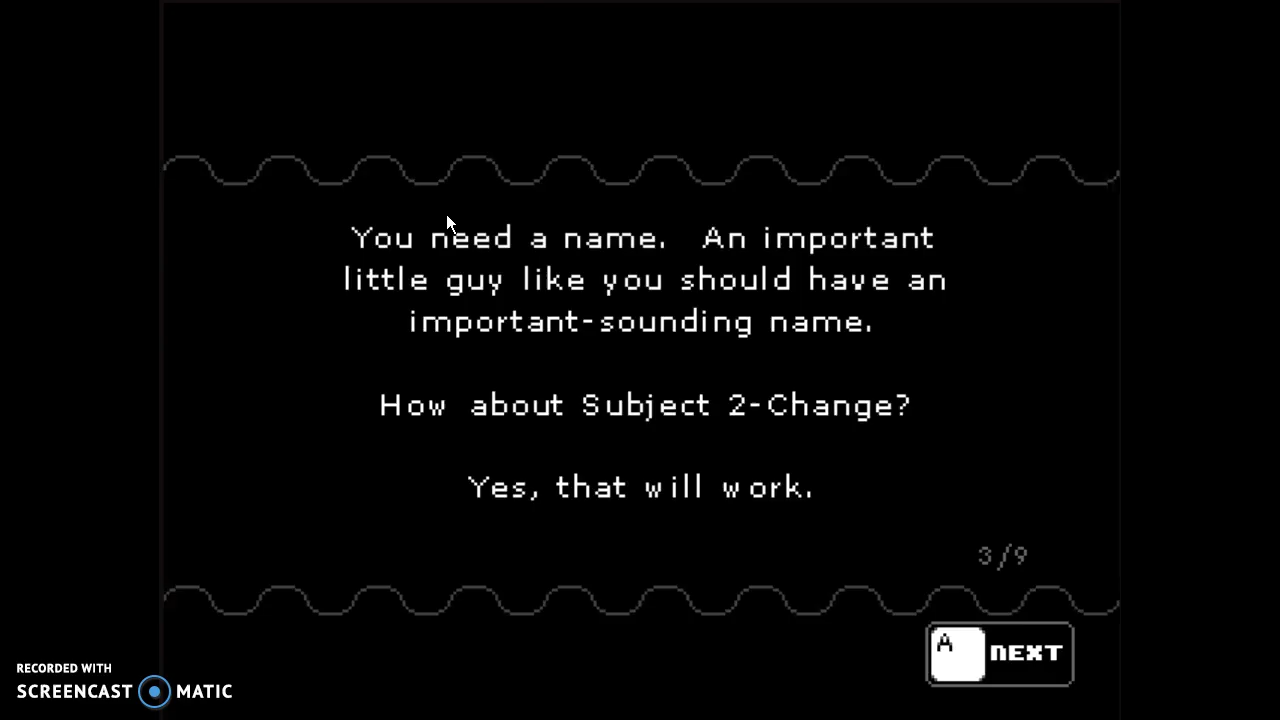 You need a name. An important
little guy like you should have an
important-sounding name.
How about Subject 2-Change?
Yes, that will work.
3/9
A NEXT
RECORDED WITH
SCREENCAST MATIC